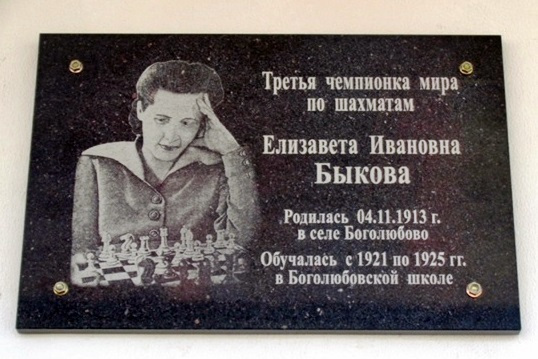 Третья чемпионка мира
по шахматам
Елизавета Ивановна
Быкова
Родилась 04.11.1913 г.
в селе Боголюбово
Обучалась с 1921 по 1925 гг.
в Боголюбовской школе